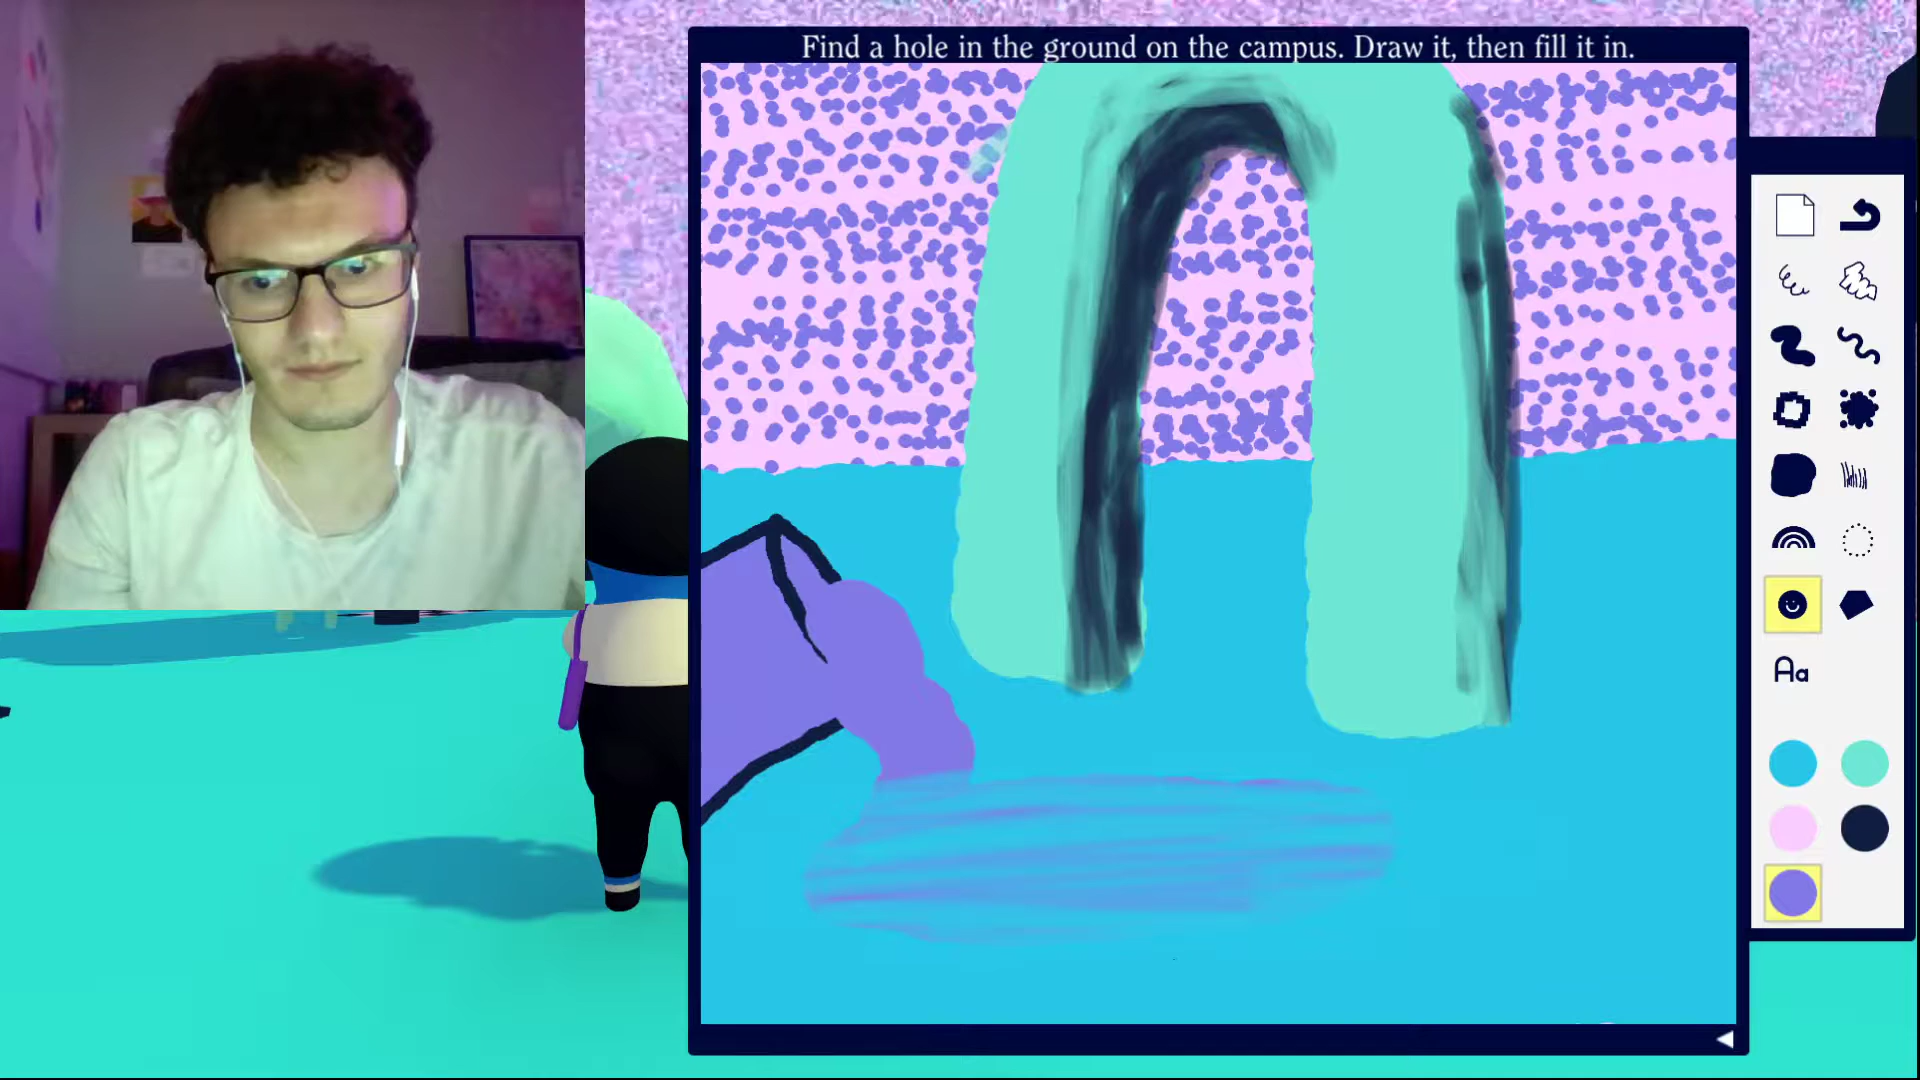 Find a hole in the ground on the campus. Draw it, then fill it in.
Aa